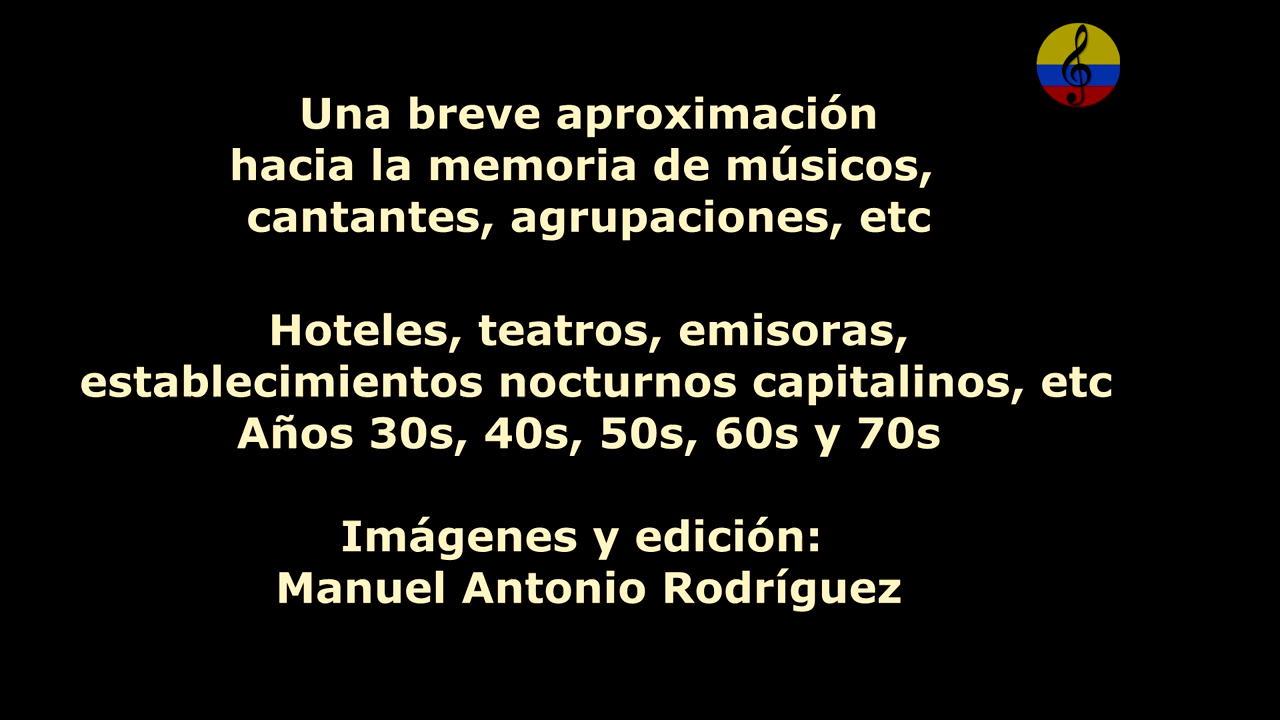 Una breve aproximación
hacia la memoria de músicos,
cantantes, agrupaciones, etc
Hoteles, teatros, emisoras,
establecimientos nocturnos capitalinos, etc
Años 30s, 40s, 50s, 60s y 70s
Imágenes y edición:
Manuel Antonio Rodríguez